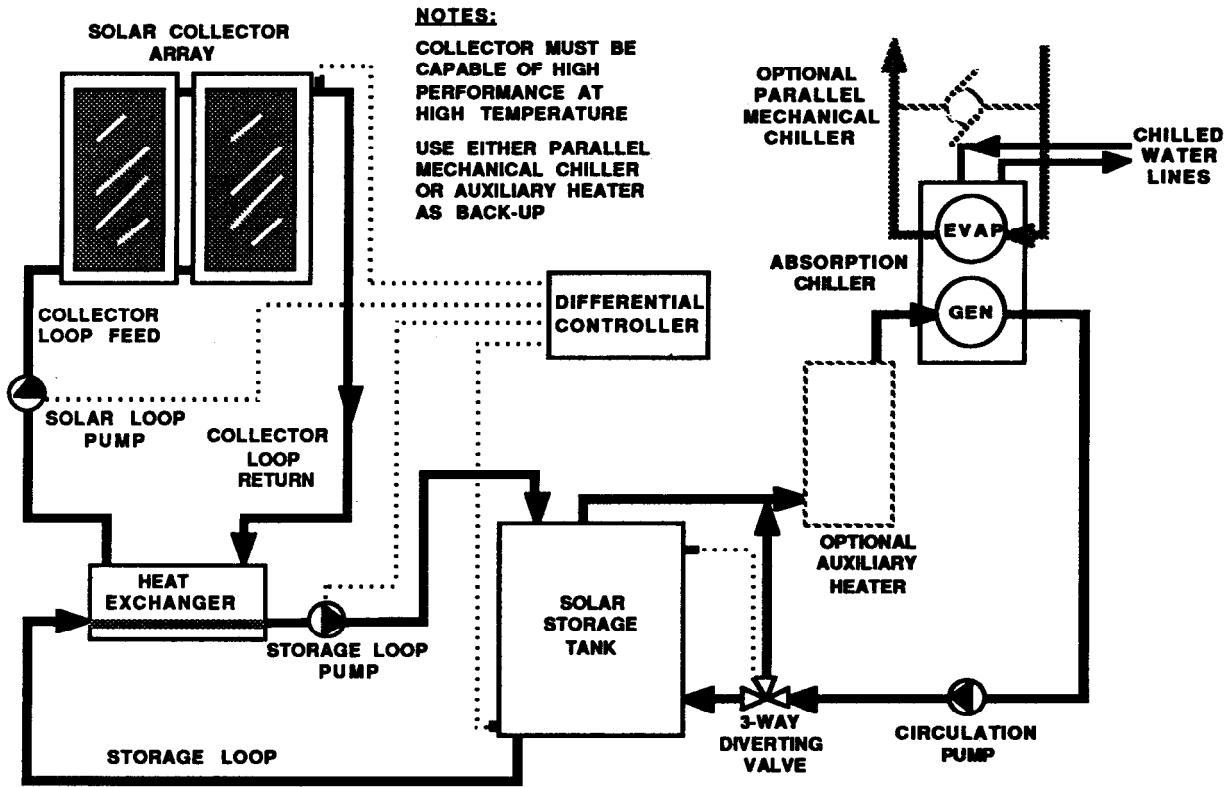 SOLAR COLLECTOR
ARRAY
NOTES:
COLLECTOR MUST BE
CAPABLE OF HIGH
PERFORMANCE AT
HIGH TEMPERATURE
USE EITHER PARALLEL
MECHANICAL CHILLER
OR AUXILIARY HEATER
AS BACK-UP
OPTIONAL
PARALLEL
MECHANICAL
CHILLER
CHILLED
WATER
LINES
EVAP
ABSORPTION
CHILLER
GEN
DIFFERENTIAL
CONTROLLER
COLLECTOR
LOOP FEED
SOLAR LOOP
PUMP
COLLECTOR
LOOP
RETURN
HEAT
EXCHANGER
STORAGE LOOP
PUMP
SOLAR
STORAGE
TANK
OPTIONAL
AUXILIARY
HEATER
3-WAY
DIVERTING
VALVE
CIRCULATION
PUMP
STORAGE LOOP